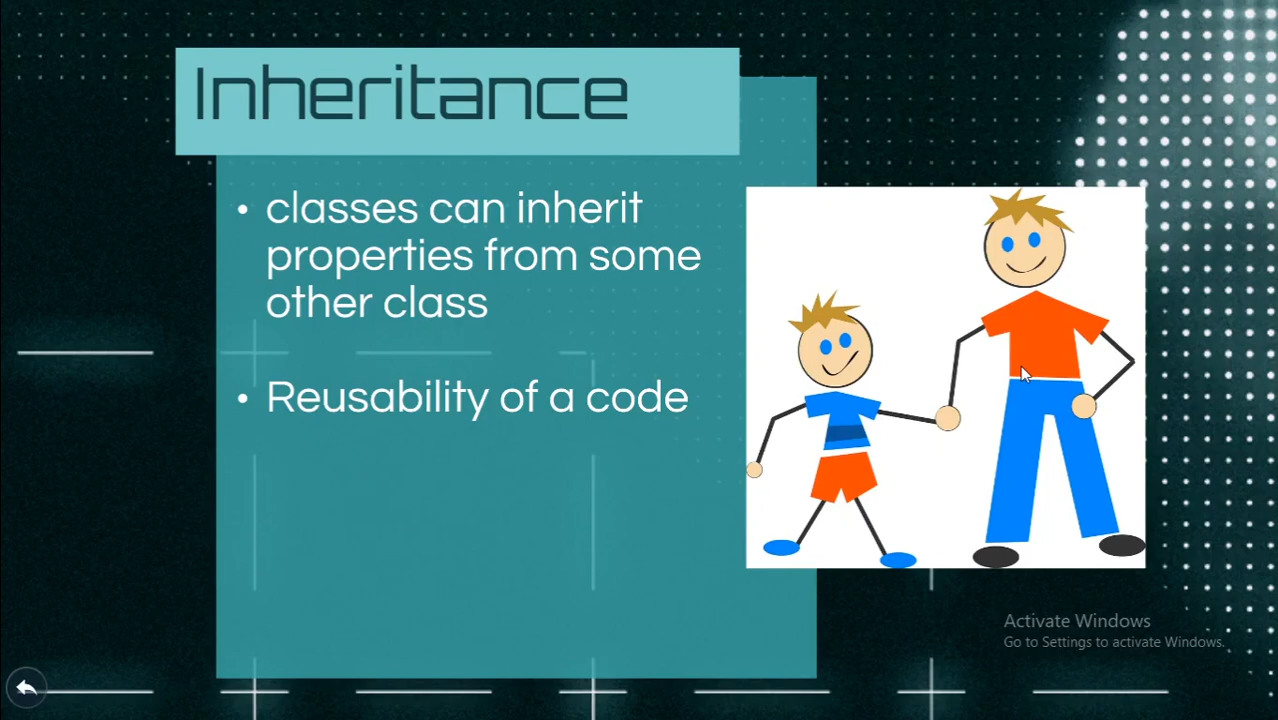 Inheritance
• classes can inherit
properties from some
other class
• Reusability of a code
Activate Windows
Go to Settings to activate Windows.